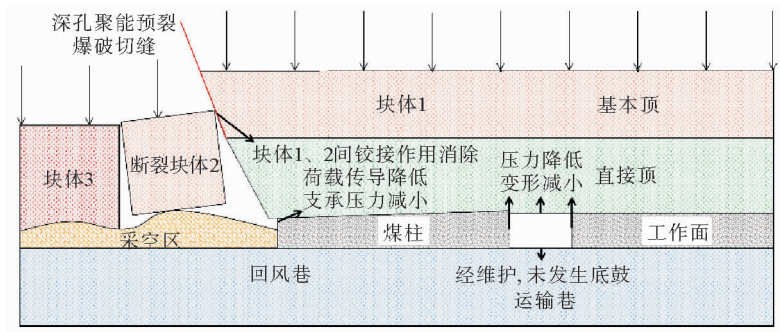 深孔聚能预裂
爆破切缝
块体1
基本顶
块体3
断裂块体2
块体1、2间铰接作用消除
荷载传导降低
支承压力减小
压力降低
变形减小
直接顶
采空区
煤柱
工作面
回风巷
经维护,未发生底鼓
运输巷